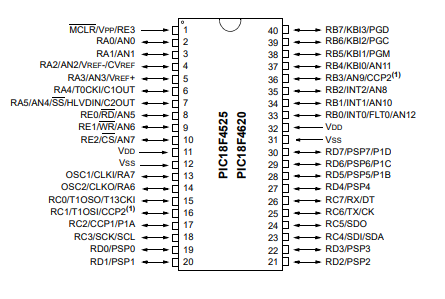 MCLR/VPP/RE3 1 40 RB7/KBI3/PGD
RA0/AN0 2 39 RB6/KBI2/PGC
RA1/AN1 3 38 RB5/KBI1/PGM
RA2/AN2/VREF-/CVREF 4 37 RB4/KBI0/AN11
RA3/AN3/VREF+ 5 36 RB3/AN9/CCP2(1)
RA4/T0CKI/C1OUT 6 35 RB2/INT2/AN8
RA5/AN4/SS/HLVDIN/C2OUT 7 34 RB1/INT1/AN10
RE0/RD/AN5 8 33 RB0/INT0/FLT0/AN12
RE1/WR/AN6 9 32 VDD
RE2/CS/AN7 10 31 VSS
VDD 11 30 RD7/PSP7/P1D
VSS 12 29 RD6/PSP6/P1C
OSC1/CLKI/RA7 13 28 RD5/PSP5/P1B
OSC2/CLKO/RA6 14 27 RD4/PSP4
RC0/T1OSO/T13CKI 15 26 RC7/RX/DT
RC1/T1OSI/CCP2(1) 16 25 RC6/TX/CK
RC2/CCP1/P1A 17 24 RC5/SDO
RC3/SCK/SCL 18 23 RC4/SDI/SDA
RD0/PSP0 19 22 RD3/PSP3
RD1/PSP1 20 21 RD2/PSP2
PIC18F4525
PIC18F4620